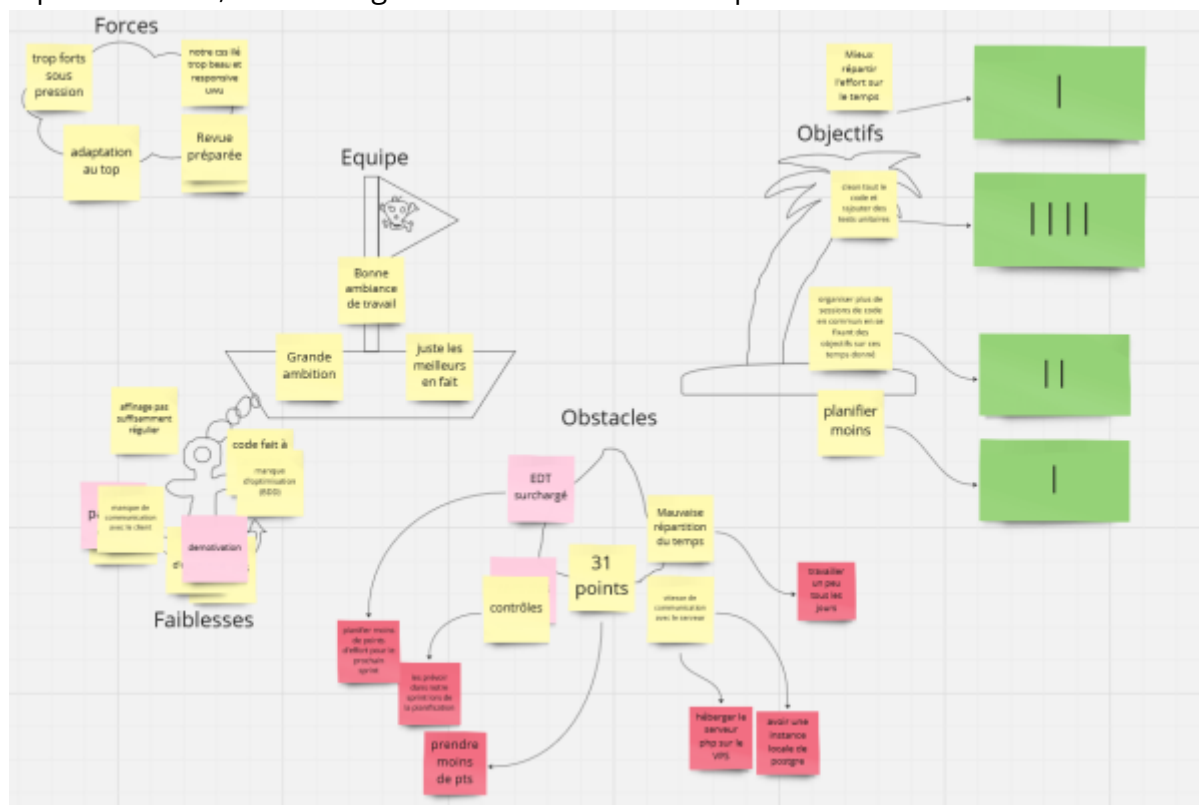 Forces
trop forts
sous
pression
notre css
trop beau et
responsive
uwu
adaptation
au top
Revue
préparée
Equipe
Bonne
ambiance
de travail
Grande
ambition
juste les
meilleurs
en fait
affinage pas
suffisamment
régulier
code fait à
manque
d'optimisation
(BDD)
manque de
communication
avec le client
demotivation
Faiblesses
Obstacles
EDT
surchargé
Mauvaise
répartition
du temps
31
points
contrôles
vitesse de
communication
avec le serveur
travailler
un peu
tous les
jours
planifier moins
de points
d'effort pour le
prochain
sprint
les prévoir
dans notre
sprint lors de
la planification
prendre
moins
de pts
héberger le
serveur
php sur le
VPS
avoir une
instance
locale de
postgre
Mieux
répartir
l'effort sur
le temps
Objectifs
clean tout le
code et
rajouter des
tests unitaires
organiser plus de
sessions de code
en commun en se
fixant des
objectifs sur ces
temps donné
planifier
moins
|
||||
||
|